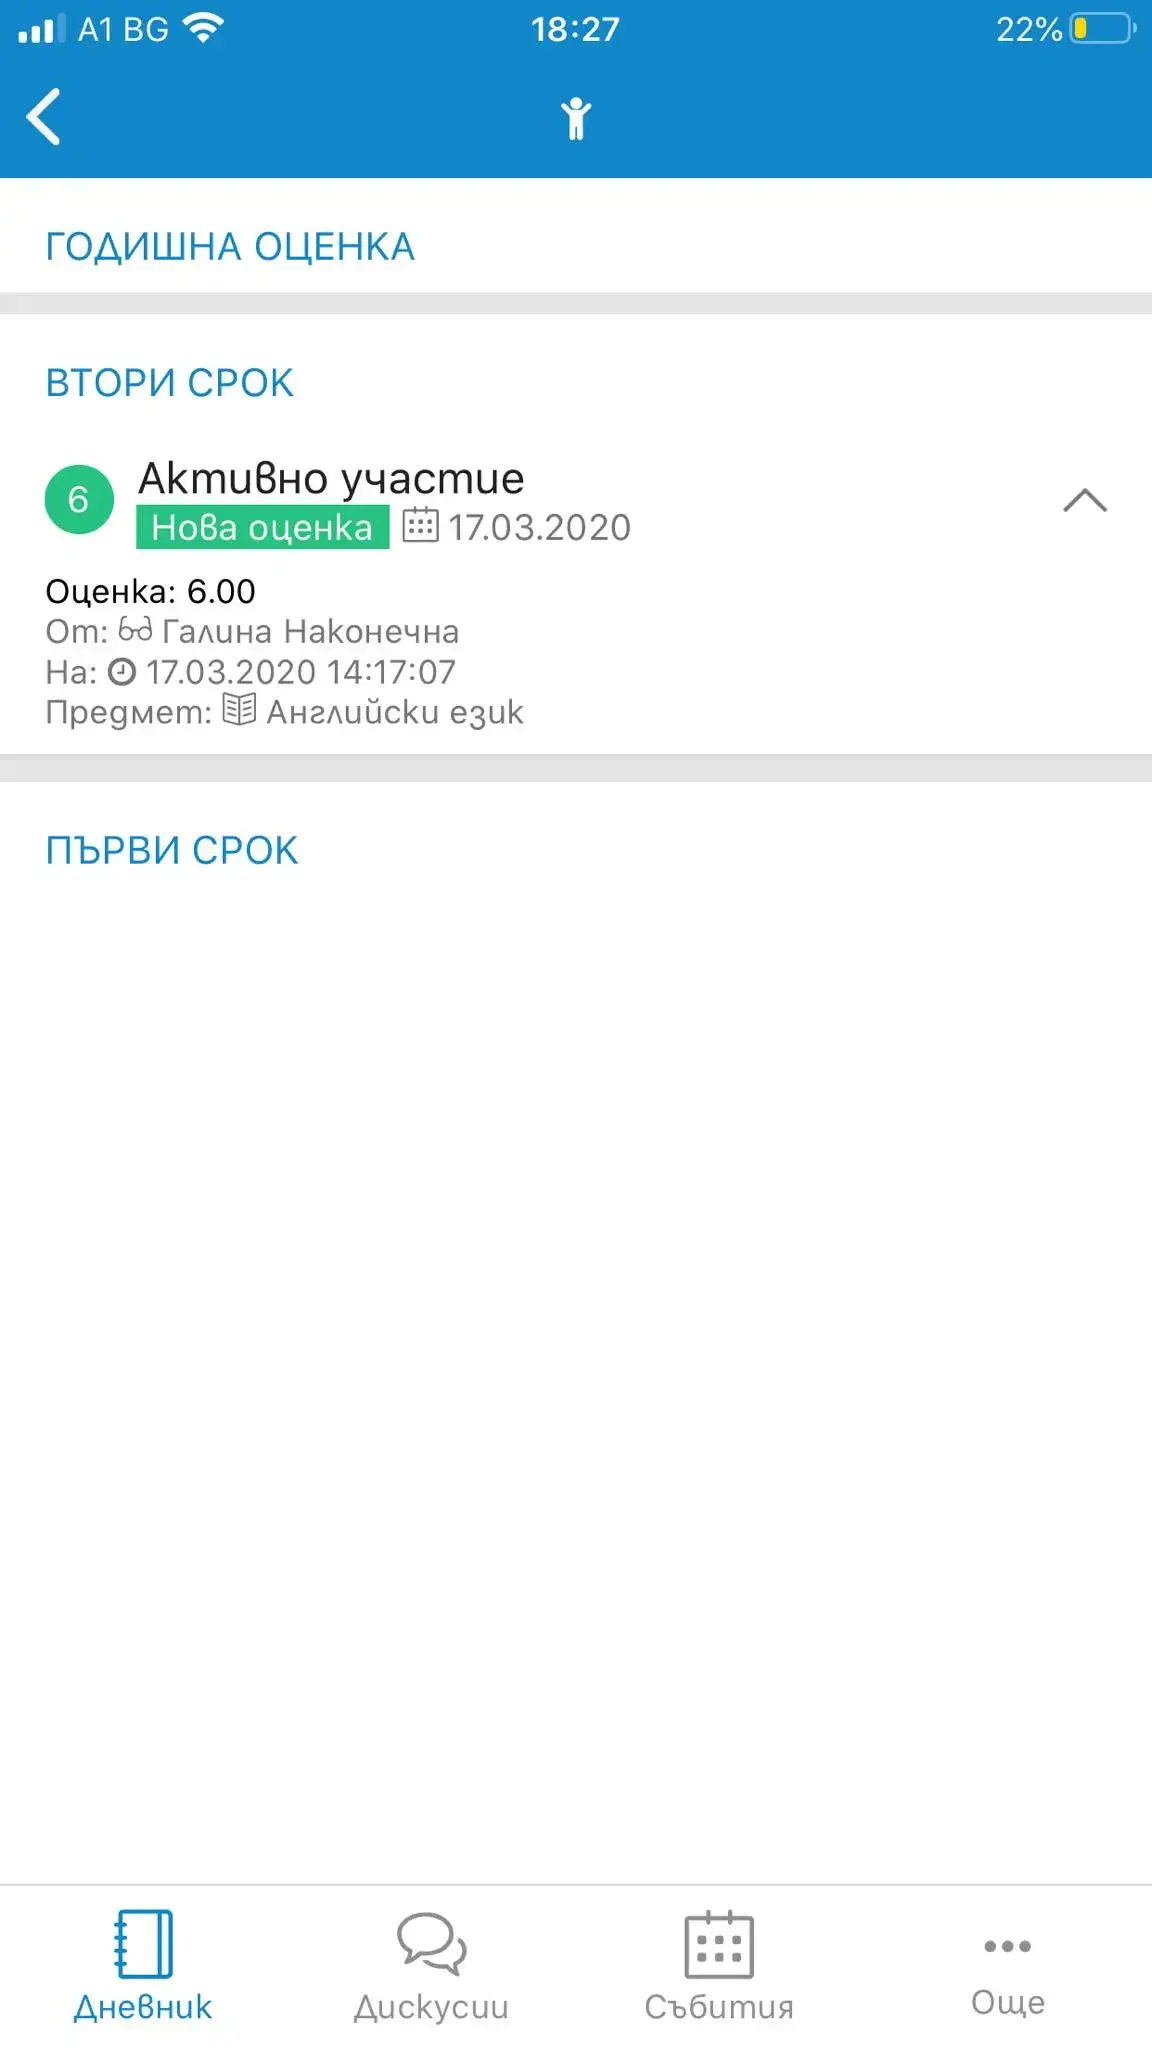 A1 BG 18:27 22%
ГОДИШНА ОЦЕНКА
ВТОРИ СРОК
6 Активно участие
Нова оценка 17.03.2020
Оценка: 6.00
От: Галина Наконечна
На: 17.03.2020 14:17:07
Предмет: Английски език
ПЪРВИ СРОК
Дневник Дискусии Събития Още